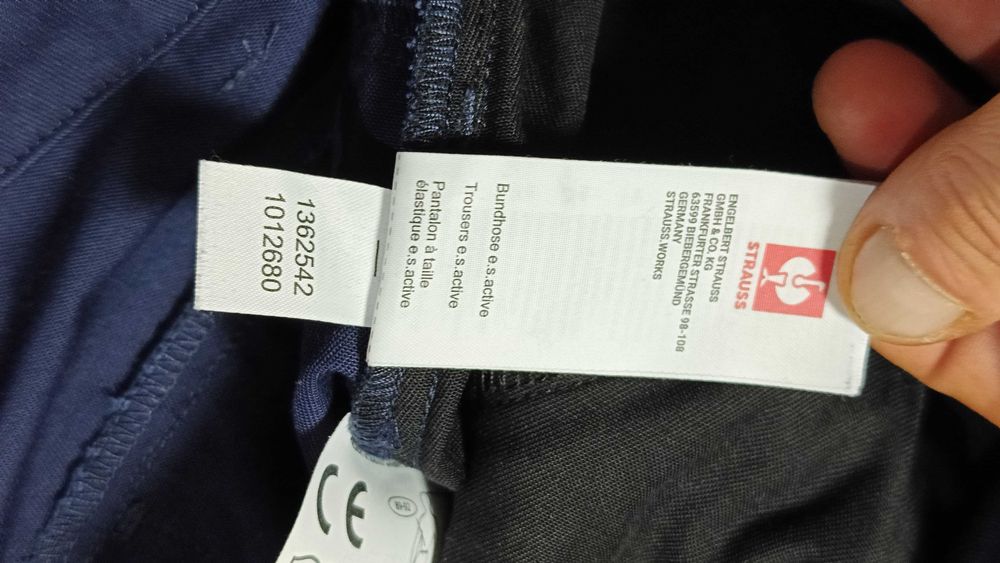 STRAUSS
ENGELBERT STRAUSS
GMBH & CO. KG
FRANKFURTER STRASSE 98-108
63599 BIEBERGEMÜND
GERMANY
STRAUSS.WORKS
Bundhose e.s.active
Trousers e.s.active
Pantalon à taille
élastique e.s.active
1362542
1012680
CE